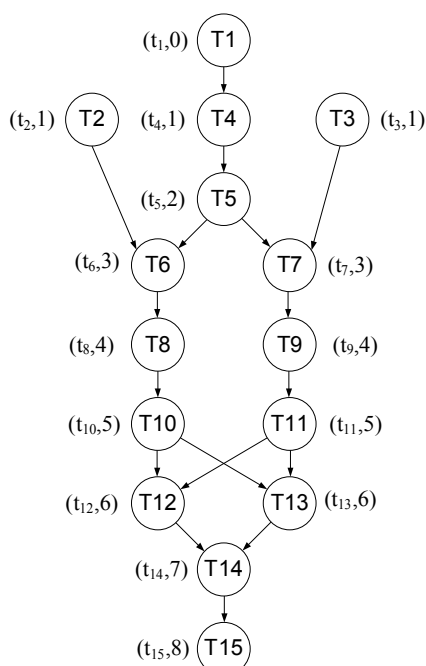 (t₁,0) T1
(t₂,1) T2 (t₄,1) T4 T3 (t₃,1)
(t₅,2) T5
(t₆,3) T6 T7 (t₇,3)
(t₈,4) T8 T9 (t₉,4)
(t₁₀,5) T10 T11 (t₁₁,5)
(t₁₂,6) T12 T13 (t₁₃,6)
(t₁₄,7) T14
(t₁₅,8) T15